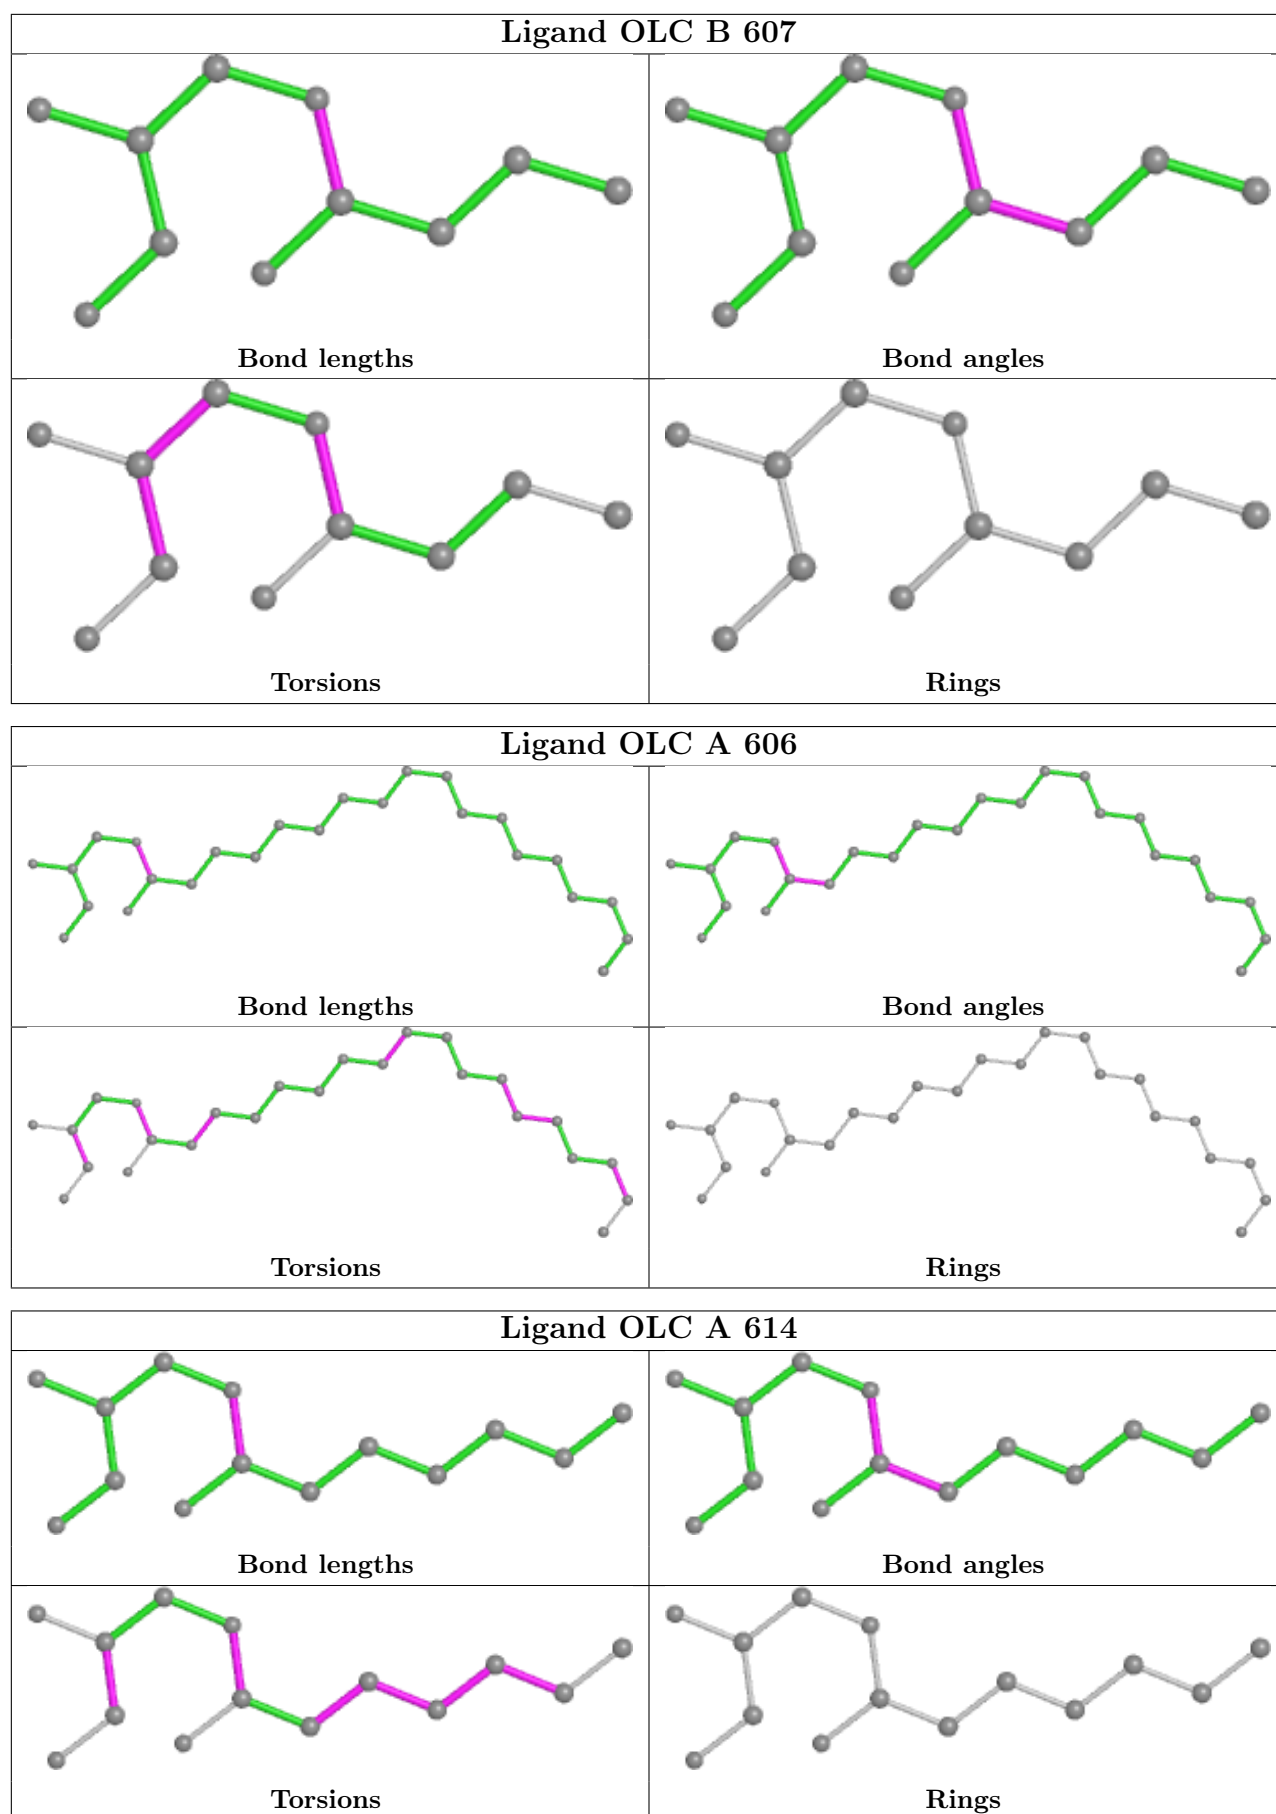 Ligand OLC B 607
Bond lengths
Bond angles
Torsions
Rings
Ligand OLC A 606
Bond lengths
Bond angles
Torsions
Rings
Ligand OLC A 614
Bond lengths
Bond angles
Torsions
Rings